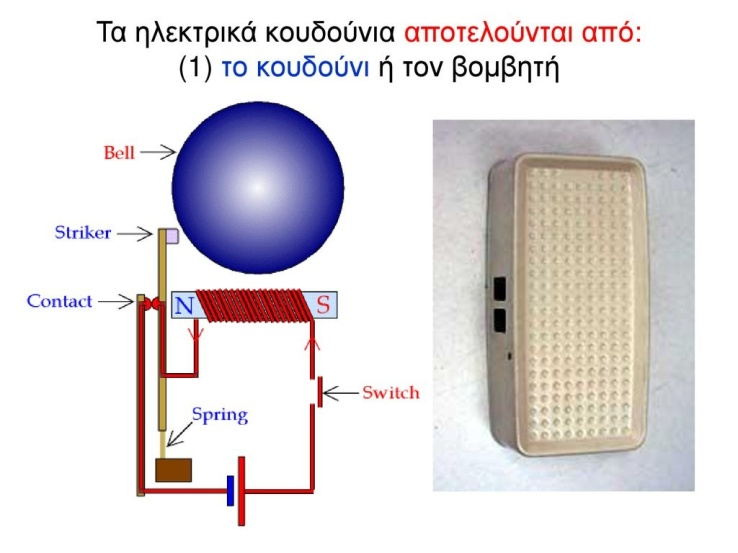 Τα ηλεκτρικά κουδούνια αποτελούνται από:
(1) το κουδούνι ή τον βομβητή
Bell
Striker
Contact
N
S
Switch
Spring